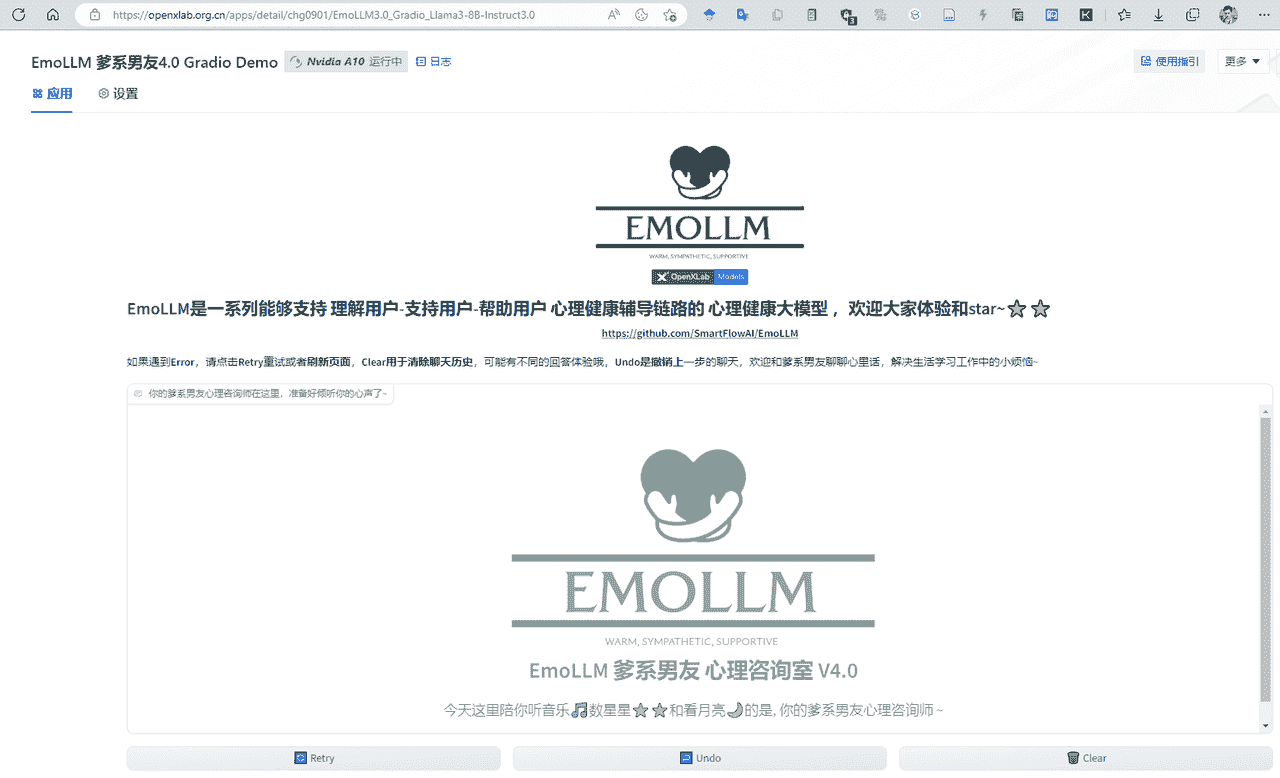 https://openxlab.org.cn/apps/detail/chg0901/EmoLLM3.0_Gradio_Llama3-8B-Instruct3.0
EmoLLM 爹系男友4.0 Gradio Demo Nvidia A10 运行中 日志 使用指引 更多
应用 设置
EMOLLM
WARM, SYMPATHETIC, SUPPORTIVE
OpenXLab Models
EmoLLM是一系列能够支持 理解用户-支持用户-帮助用户 心理健康辅导链路的 心理健康大模型 ，欢迎大家体验和star~⭐⭐
https://github.com/SmartFlowAI/EmoLLM
如果遇到Error，请点击Retry重试或者刷新页面，Clear用于清除聊天历史，可能有不同的回答体验哦，Undo是撤销上一步的聊天，欢迎和爹系男友聊聊心里话，解决生活学习工作中的小烦恼~
你的爹系男友心理咨询师在这里，准备好倾听你的心声了~
EMOLLM
WARM, SYMPATHETIC, SUPPORTIVE
EmoLLM 爹系男友 心理咨询室 V4.0
今天这里陪你听音乐🎵数星星⭐⭐和看月亮🌙的是, 你的爹系男友心理咨询师 ~
Retry Undo Clear